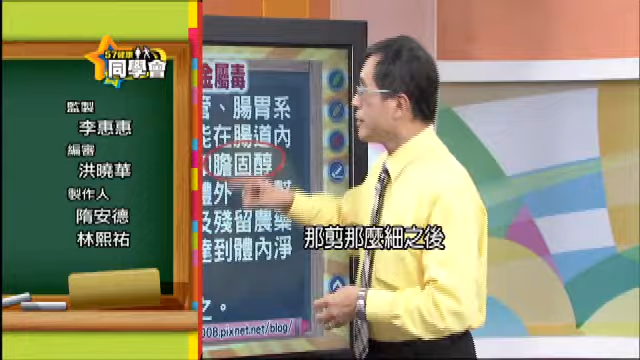 57健康
同學會
監製
李惠惠
編審
洪曉華
製作人
隋安德
林熙祐
金屬毒
管、腸胃系
能在腸道內
膽固醇
體外
及殘留農藥
達到體內淨
之。
008.pixnet.net/blog/
那剪那麼細之後